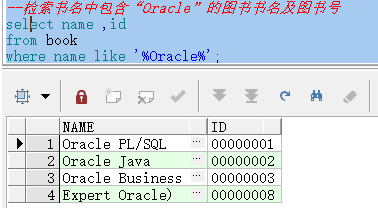 --检索书名中包含“Oracle”的图书书名及图书号
select name ,id
from book
where name like '%Oracle%';
NAME ID
1 Oracle PL/SQL ... 00000001
2 Oracle Java ... 00000002
3 Oracle Business ... 00000003
4 Expert Oracle) ... 00000008